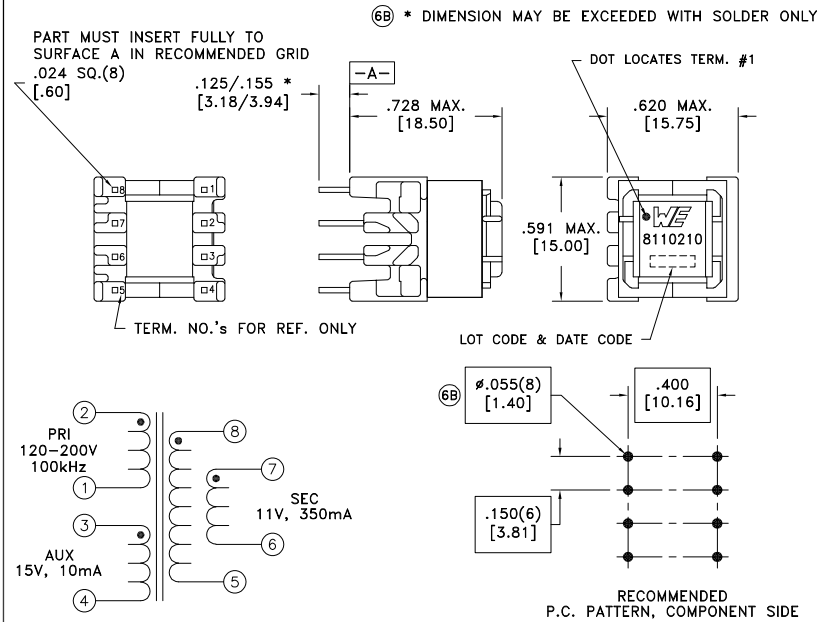 6B * DIMENSION MAY BE EXCEEDED WITH SOLDER ONLY
PART MUST INSERT FULLY TO
SURFACE A IN RECOMMENDED GRID
.024 SQ.(8)
[.60]
.125/.155 *
[3.18/3.94]
-A-
.728 MAX.
[18.50]
DOT LOCATES TERM. #1
.620 MAX.
[15.75]
8
1
7
2
6
3
5
4
.591 MAX.
[15.00]
WE
8110210
TERM. NO.'s FOR REF. ONLY
LOT CODE & DATE CODE
2
PRI
120-200V
100kHz
1
3
AUX
15V, 10mA
4
8
7
SEC
11V, 350mA
6
5
6B
ø.055(8)
[1.40]
.400
[10.16]
.150(6)
[3.81]
RECOMMENDED
P.C. PATTERN, COMPONENT SIDE